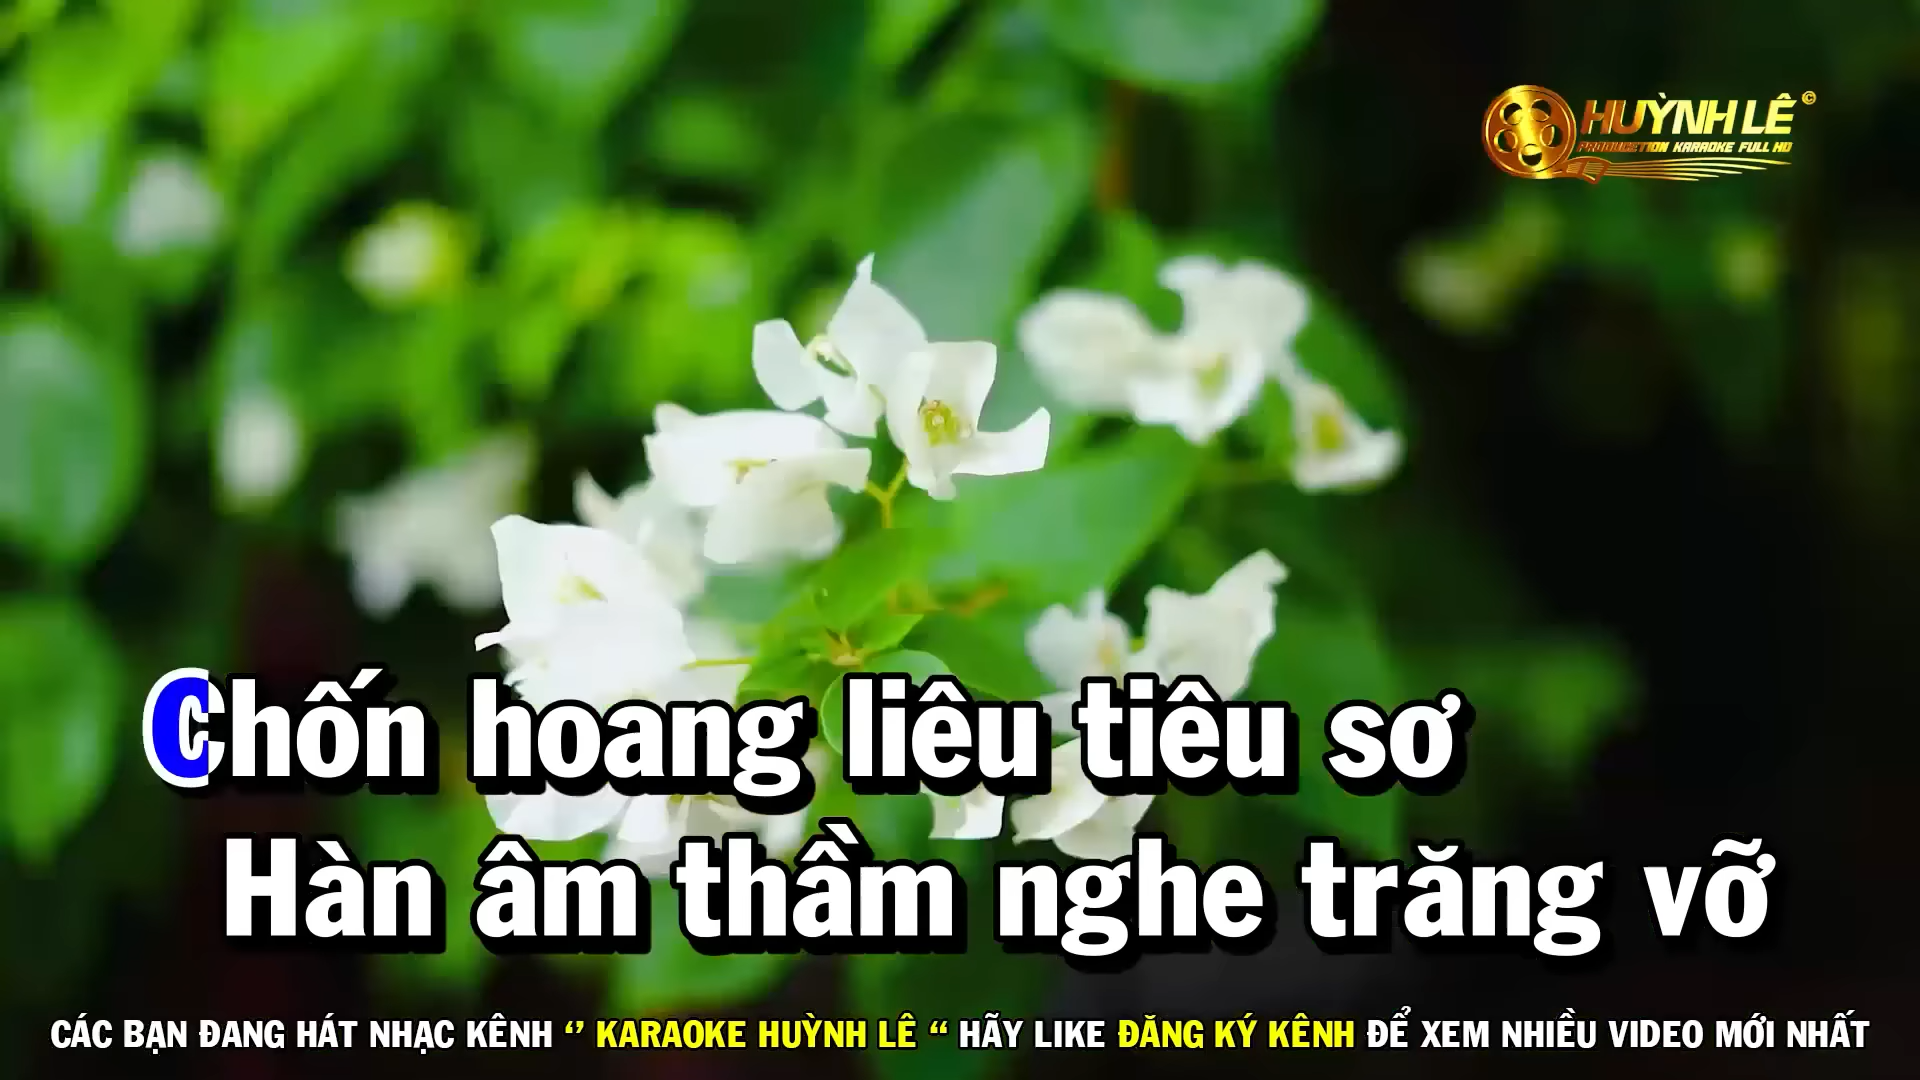 HUỲNH LÊ ©
PRODUCETION KARAOKE FULL HD
Chốn hoang liêu tiêu sơ
Hàn âm thầm nghe trăng vỡ
CÁC BẠN ĐANG HÁT NHẠC KÊNH ‘’ KARAOKE HUỲNH LÊ “ HÃY LIKE ĐĂNG KÝ KÊNH ĐỂ XEM NHIỀU VIDEO MỚI NHẤT